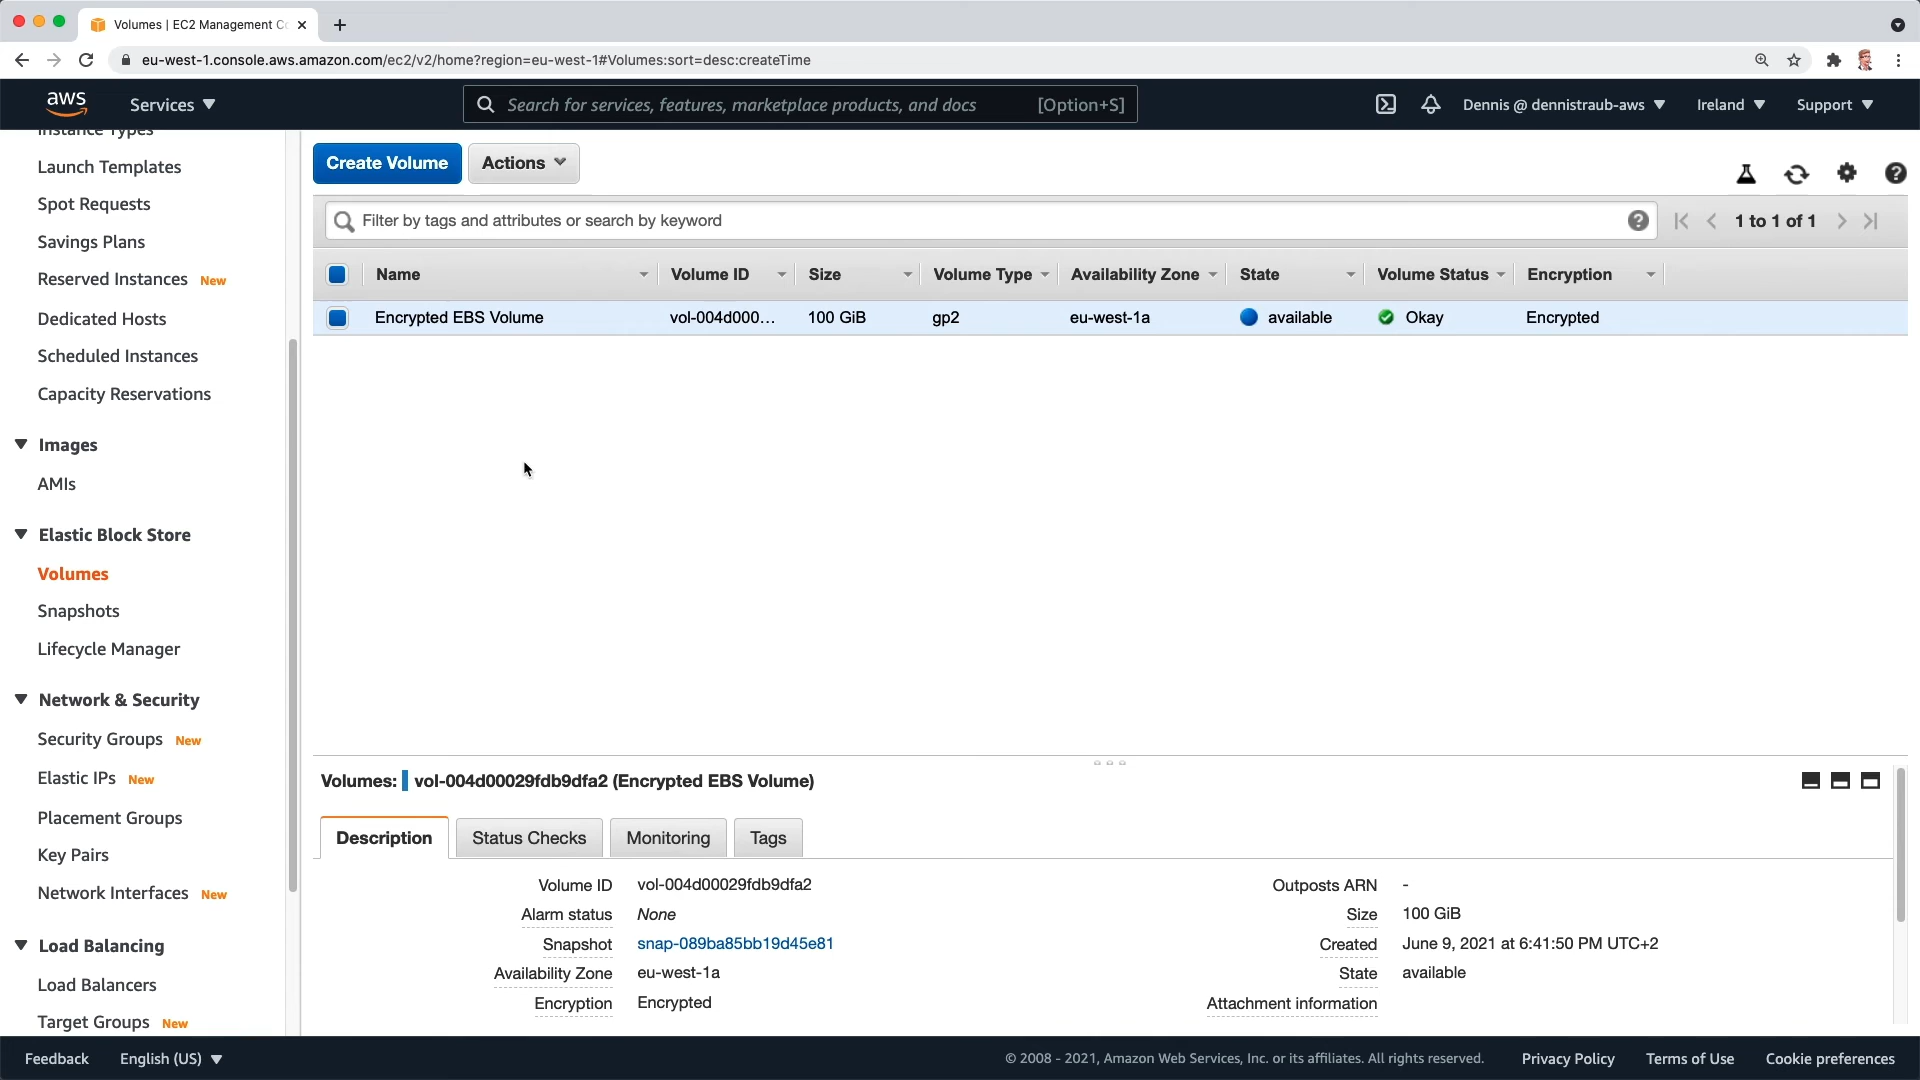 Volumes | EC2 Management Co
eu-west-1.console.aws.amazon.com/ec2/v2/home?region=eu-west-1#Volumes:sort=desc:createTime
aws
Services
Search for services, features, marketplace products, and docs [Option+S]
Dennis @ dennistraub-aws
Ireland
Support
Instance Types
Launch Templates
Spot Requests
Savings Plans
Reserved Instances New
Dedicated Hosts
Scheduled Instances
Capacity Reservations
Images
AMIs
Elastic Block Store
Volumes
Snapshots
Lifecycle Manager
Network & Security
Security Groups New
Elastic IPs New
Placement Groups
Key Pairs
Network Interfaces New
Load Balancing
Load Balancers
Target Groups New
Create Volume
Actions
Filter by tags and attributes or search by keyword
1 to 1 of 1
Name Volume ID Size Volume Type Availability Zone State Volume Status Encryption
Encrypted EBS Volume vol-004d000... 100 GiB gp2 eu-west-1a available Okay Encrypted
Volumes: vol-004d00029fdb9dfa2 (Encrypted EBS Volume)
Description Status Checks Monitoring Tags
Volume ID vol-004d00029fdb9dfa2
Alarm status None
Snapshot snap-089ba85bb19d45e81
Availability Zone eu-west-1a
Encryption Encrypted
Outposts ARN -
Size 100 GiB
Created June 9, 2021 at 6:41:50 PM UTC+2
State available
Attachment information
Feedback
English (US)
© 2008 - 2021, Amazon Web Services, Inc. or its affiliates. All rights reserved.
Privacy Policy
Terms of Use
Cookie preferences